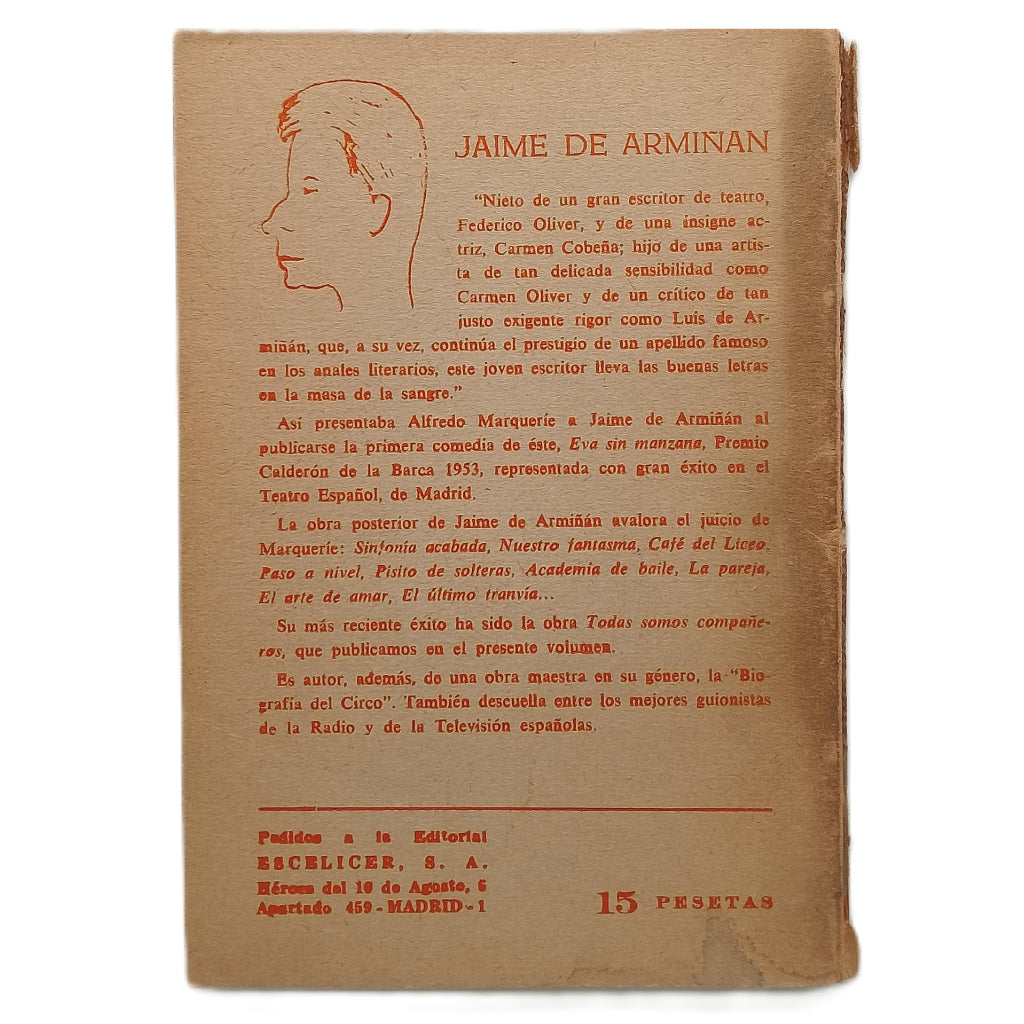 JAIME DE ARMIÑAN
"Nieto de un gran escritor de teatro,
Federico Oliver, y de una insigne ac-
triz, Carmen Cobeña; hijo de una artis-
ta de tan delicada sensibilidad como
Carmen Oliver y de un crítico de tan
justo exigente rigor como Luis de Ar-
miñán, que, a su vez, continúa el prestigio de un apellido famoso
en los anales literarios, este joven escritor lleva las buenas letras
en la masa de la sangre."
Así presentaba Alfredo Marqueríe a Jaime de Armiñán al
publicarse la primera comedia de éste, Eva sin manzana, Premio
Calderón de la Barca 1953, representada con gran éxito en el
Teatro Español, de Madrid.
La obra posterior de Jaime de Armiñán avalora el juicio de
Marqueríe: Sinfonía acabada, Nuestro fantasma, Café del Liceo,
Paso a nivel, Pisito de solteras, Academia de baile, La pareja,
El arte de amar, El último tranvía...
Su más reciente éxito ha sido la obra Todas somos compañe-
ros, que publicamos en el presente volumen.
Es autor, además, de una obra maestra en su género, la "Bio-
grafía del Circo". También descuella entre los mejores guionistas
de la Radio y de la Televisión españolas.
Pedidos a la Editorial
ESCELICER, S. A.
Héroes del 10 de Agosto, 6
Apartado 459 - MADRID - 1
15 PESETAS